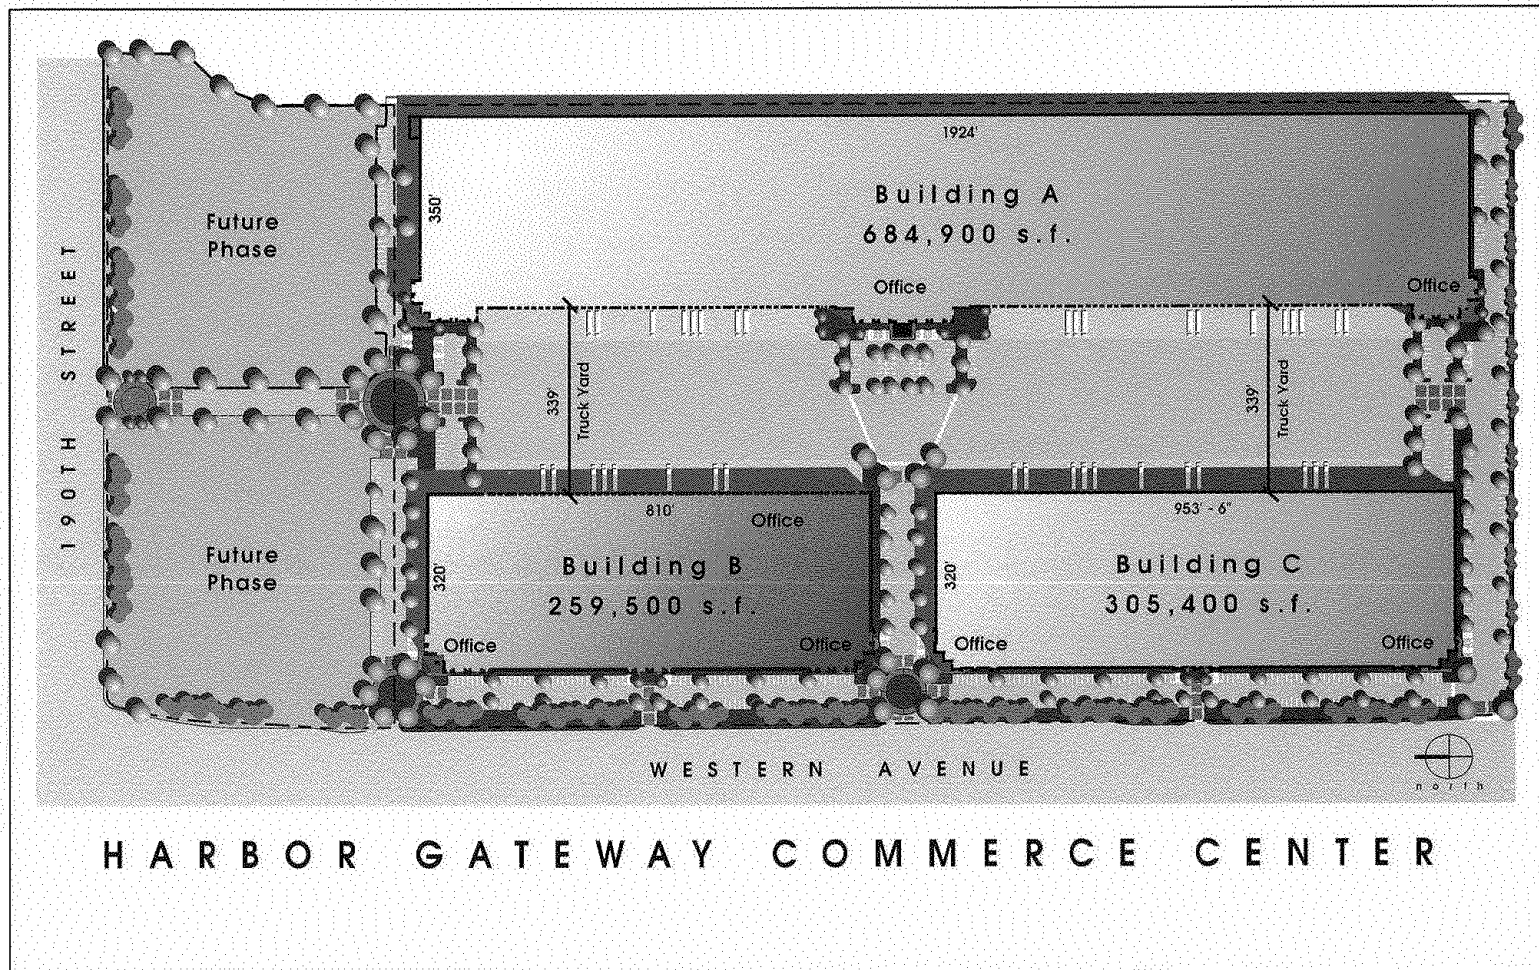 1924'
Building A
684,900 s.f.
350'
Office
Office
Future
Phase
190TH STREET
339'
Truck Yard
339'
Truck Yard
810'
Office
Building B
259,500 s.f.
320'
Office
Office
953' - 6"
Building C
305,400 s.f.
320'
Office
Office
Future
Phase
WESTERN AVENUE
north
HARBOR GATEWAY COMMERCE CENTER